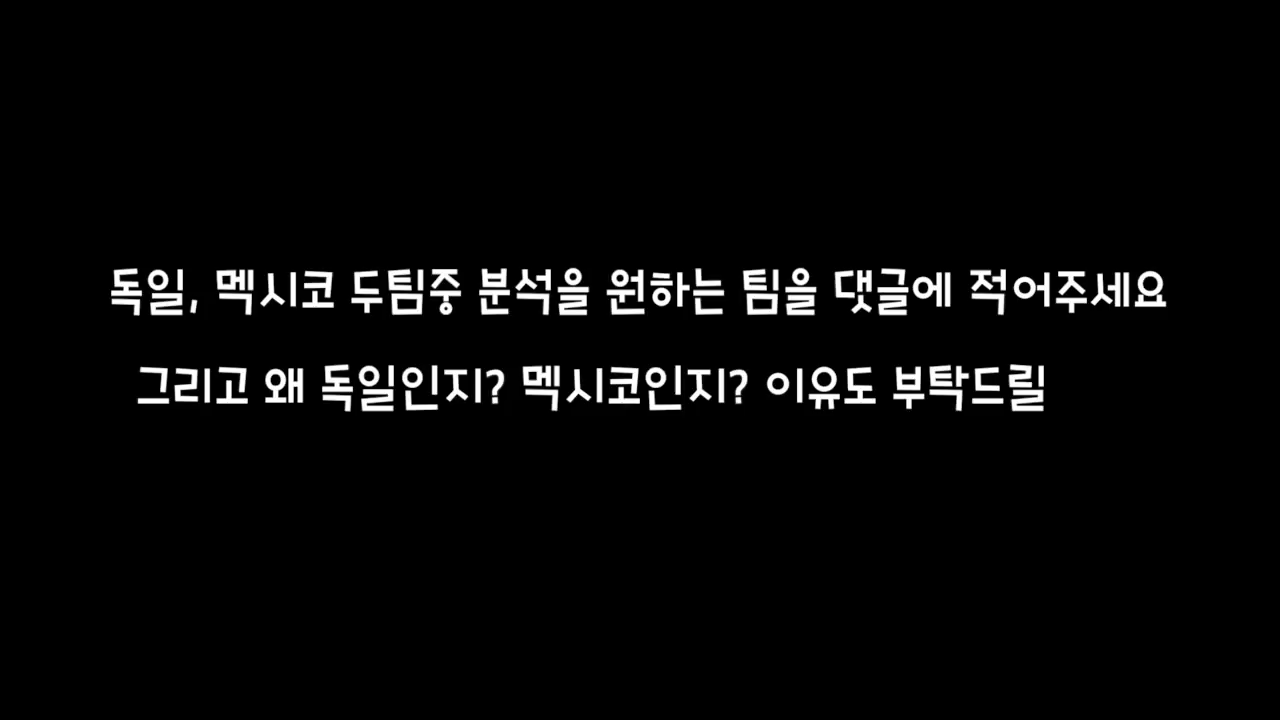 독일, 멕시코 두팀중 분석을 원하는 팀을 댓글에 적어주세요
그리고 왜 독일인지? 멕시코인지? 이유도 부탁드릴